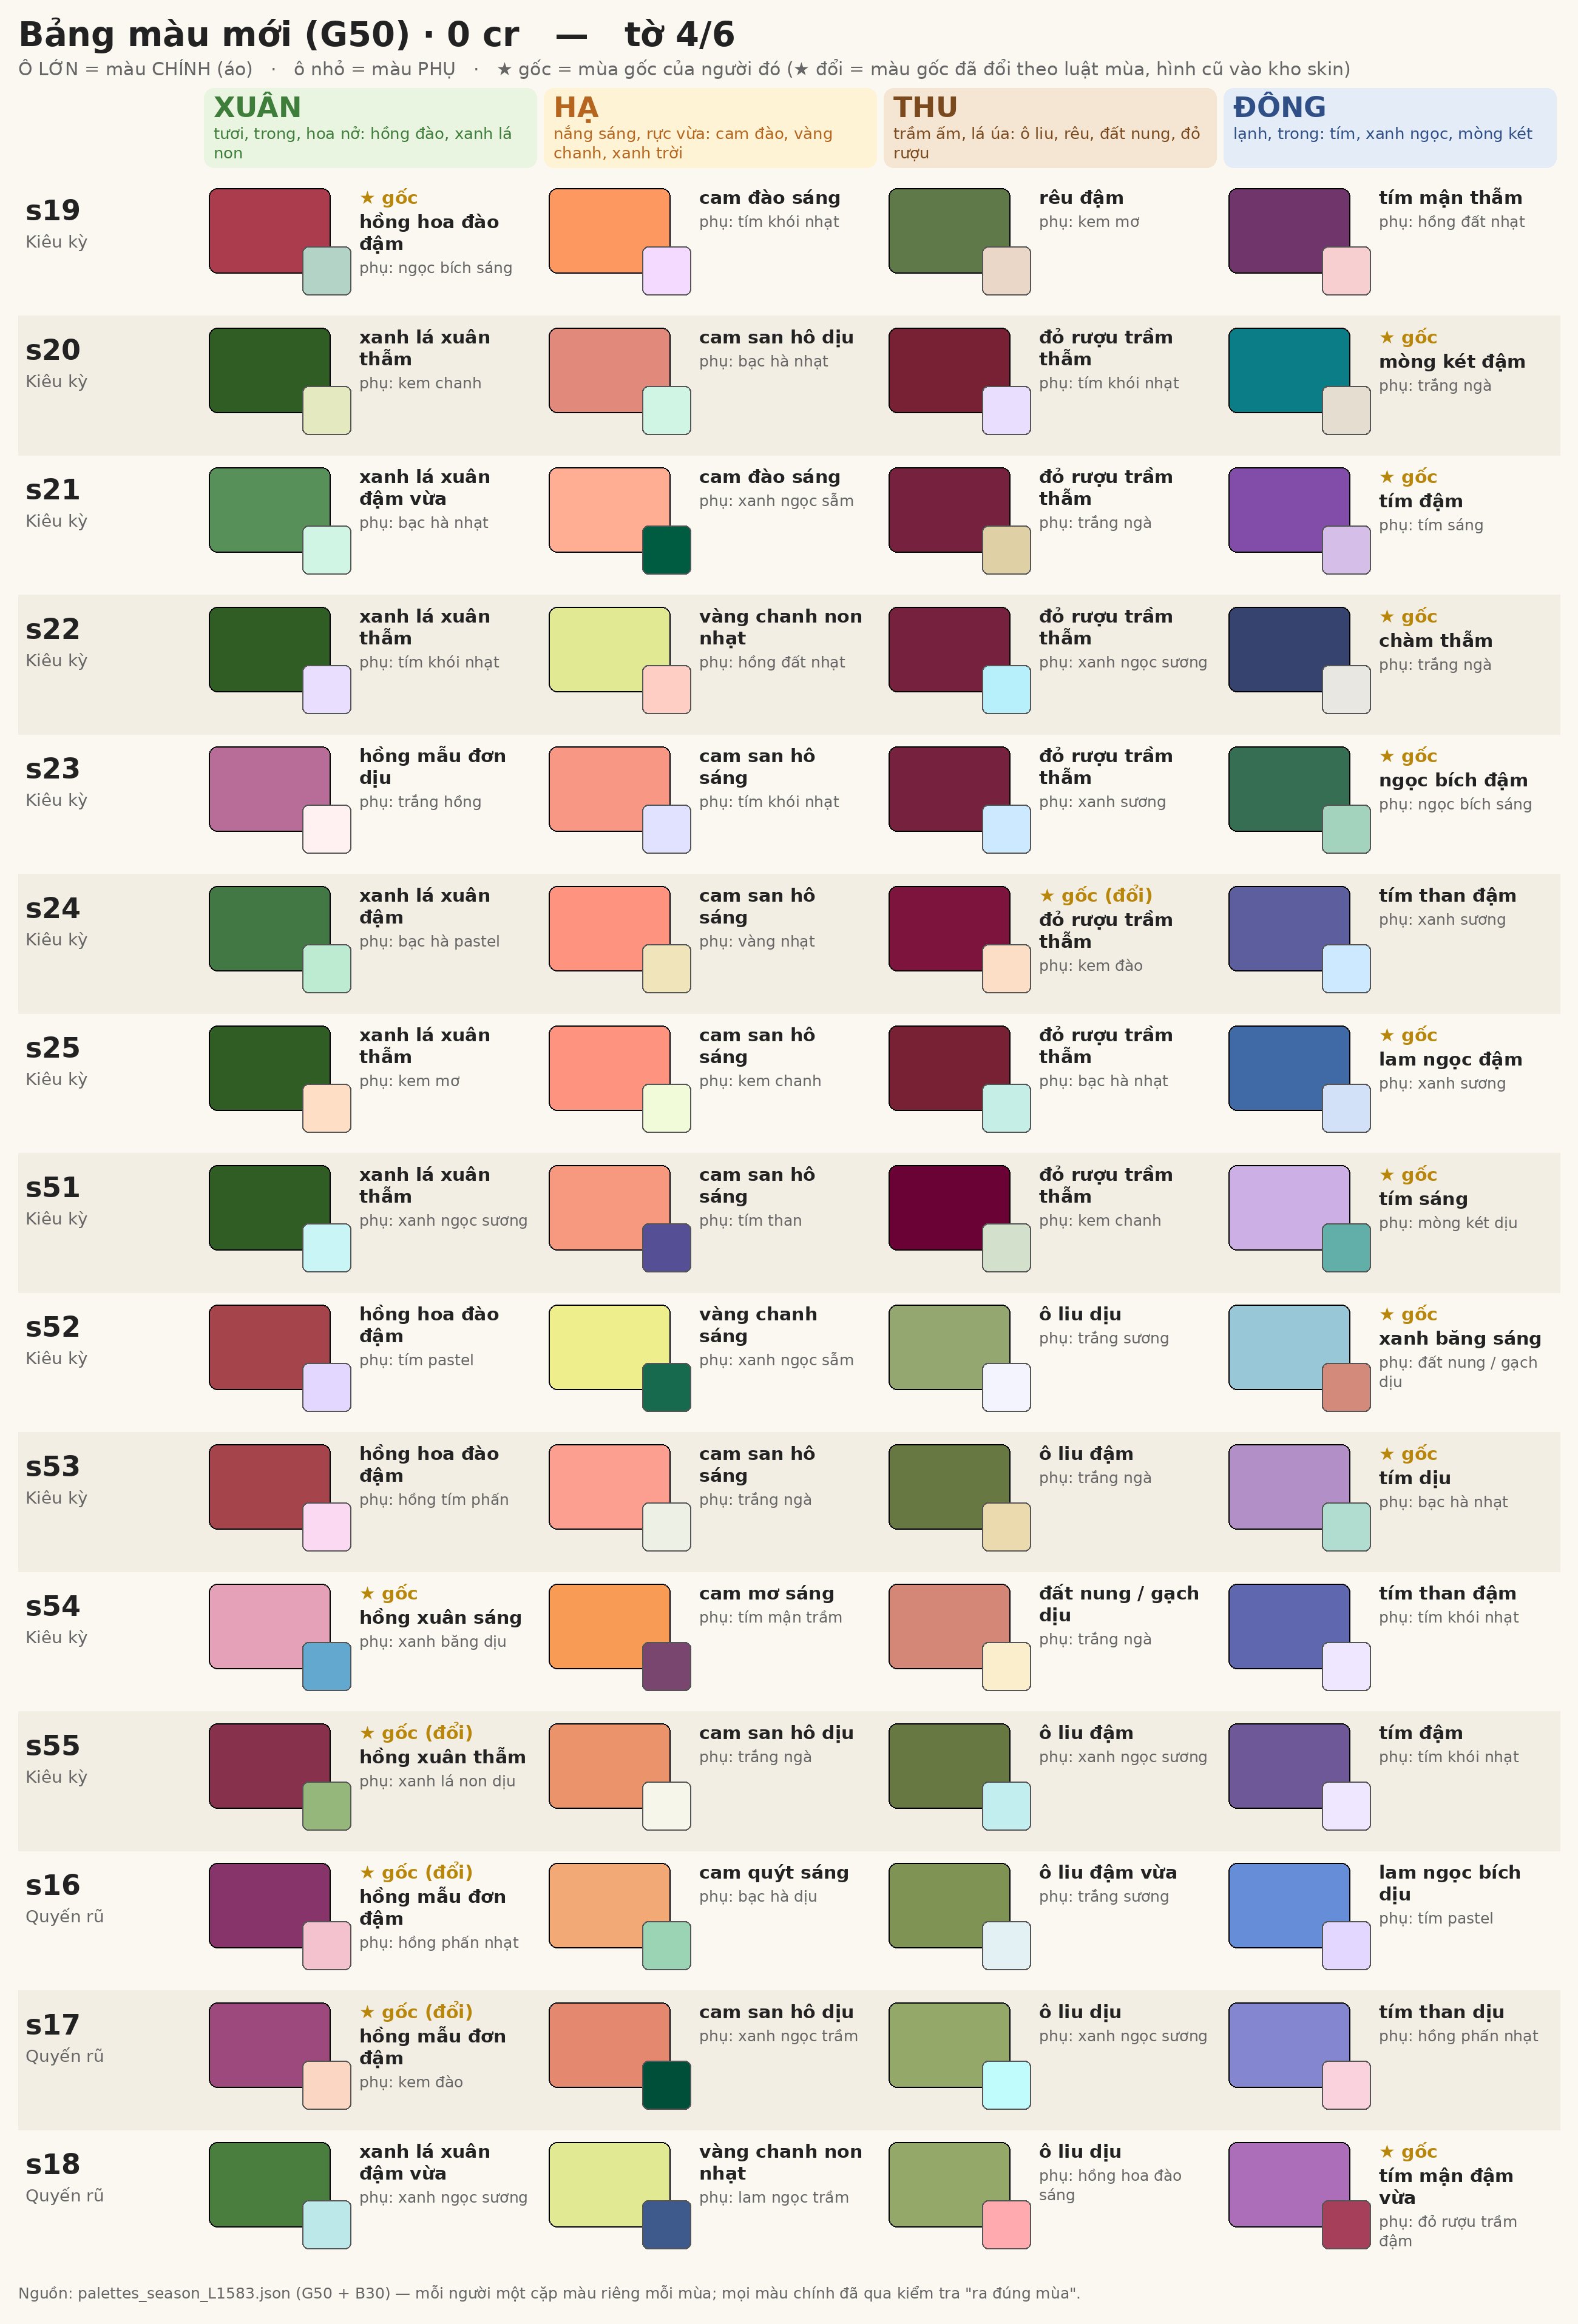 Bảng màu mới (G50) · 0 cr — tờ 4/6
Ô LỚN = màu CHÍNH (áo) · ô nhỏ = màu PHỤ · ★ gốc = mùa gốc của người đó (★ đổi = màu gốc đã đổi theo luật mùa, hình cũ vào kho skin)
XUÂN
tươi, trong, hoa nở: hồng đào, xanh lá
non
HẠ
nắng sáng, rực vừa: cam đào, vàng
chanh, xanh trời
THU
trầm ấm, lá úa: ô liu, rêu, đất nung, đỏ
rượu
ĐÔNG
lạnh, trong: tím, xanh ngọc, mòng két
s19
Kiêu kỳ
★ gốc
hồng hoa đào
đậm
phụ: ngọc bích sáng
cam đào sáng
phụ: tím khói nhạt
rêu đậm
phụ: kem mơ
tím mận thẫm
phụ: hồng đất nhạt
s20
Kiêu kỳ
xanh lá xuân
thẫm
phụ: kem chanh
cam san hô dịu
phụ: bạc hà nhạt
đỏ rượu trầm
thẫm
phụ: tím khói nhạt
★ gốc
mòng két đậm
phụ: trắng ngà
s21
Kiêu kỳ
xanh lá xuân
đậm vừa
phụ: bạc hà nhạt
cam đào sáng
phụ: xanh ngọc sẫm
đỏ rượu trầm
thẫm
phụ: trắng ngà
★ gốc
tím đậm
phụ: tím sáng
s22
Kiêu kỳ
xanh lá xuân
thẫm
phụ: tím khói nhạt
vàng chanh non
nhạt
phụ: hồng đất nhạt
đỏ rượu trầm
thẫm
phụ: xanh ngọc sương
★ gốc
chàm thẫm
phụ: trắng ngà
s23
Kiêu kỳ
hồng mẫu đơn
dịu
phụ: trắng hồng
cam san hô
sáng
phụ: tím khói nhạt
đỏ rượu trầm
thẫm
phụ: xanh sương
★ gốc
ngọc bích đậm
phụ: ngọc bích sáng
s24
Kiêu kỳ
xanh lá xuân
đậm
phụ: bạc hà pastel
cam san hô
sáng
phụ: vàng nhạt
★ gốc (đổi)
đỏ rượu trầm
thẫm
phụ: kem đào
tím than đậm
phụ: xanh sương
s25
Kiêu kỳ
xanh lá xuân
thẫm
phụ: kem mơ
cam san hô
sáng
phụ: kem chanh
đỏ rượu trầm
thẫm
phụ: bạc hà nhạt
★ gốc
lam ngọc đậm
phụ: xanh sương
s51
Kiêu kỳ
xanh lá xuân
thẫm
phụ: xanh ngọc sương
cam san hô
sáng
phụ: tím than
đỏ rượu trầm
thẫm
phụ: kem chanh
★ gốc
tím sáng
phụ: mòng két dịu
s52
Kiêu kỳ
hồng hoa đào
đậm
phụ: tím pastel
vàng chanh
sáng
phụ: xanh ngọc sẫm
ô liu dịu
phụ: trắng sương
★ gốc
xanh băng sáng
phụ: đất nung / gạch
dịu
s53
Kiêu kỳ
hồng hoa đào
đậm
phụ: hồng tím phấn
cam san hô
sáng
phụ: trắng ngà
ô liu đậm
phụ: trắng ngà
★ gốc
tím dịu
phụ: bạc hà nhạt
s54
Kiêu kỳ
★ gốc
hồng xuân sáng
phụ: xanh băng dịu
cam mơ sáng
phụ: tím mận trầm
đất nung / gạch
dịu
phụ: trắng ngà
tím than đậm
phụ: tím khói nhạt
s55
Kiêu kỳ
★ gốc (đổi)
hồng xuân thẫm
phụ: xanh lá non dịu
cam san hô dịu
phụ: trắng ngà
ô liu đậm
phụ: xanh ngọc sương
tím đậm
phụ: tím khói nhạt
s16
Quyến rũ
★ gốc (đổi)
hồng mẫu đơn
đậm
phụ: hồng phấn nhạt
cam quýt sáng
phụ: bạc hà dịu
ô liu đậm vừa
phụ: trắng sương
lam ngọc bích
dịu
phụ: tím pastel
s17
Quyến rũ
★ gốc (đổi)
hồng mẫu đơn
đậm
phụ: kem đào
cam san hô dịu
phụ: xanh ngọc trầm
ô liu dịu
phụ: xanh ngọc sương
tím than dịu
phụ: hồng phấn nhạt
s18
Quyến rũ
xanh lá xuân
đậm vừa
phụ: xanh ngọc sương
vàng chanh non
nhạt
phụ: lam ngọc trầm
ô liu dịu
phụ: hồng hoa đào
sáng
★ gốc
tím mận đậm
vừa
phụ: đỏ rượu trầm
đậm
Nguồn: palettes_season_L1583.json (G50 + B30) — mỗi người một cặp màu riêng mỗi mùa; mọi màu chính đã qua kiểm tra "ra đúng mùa".